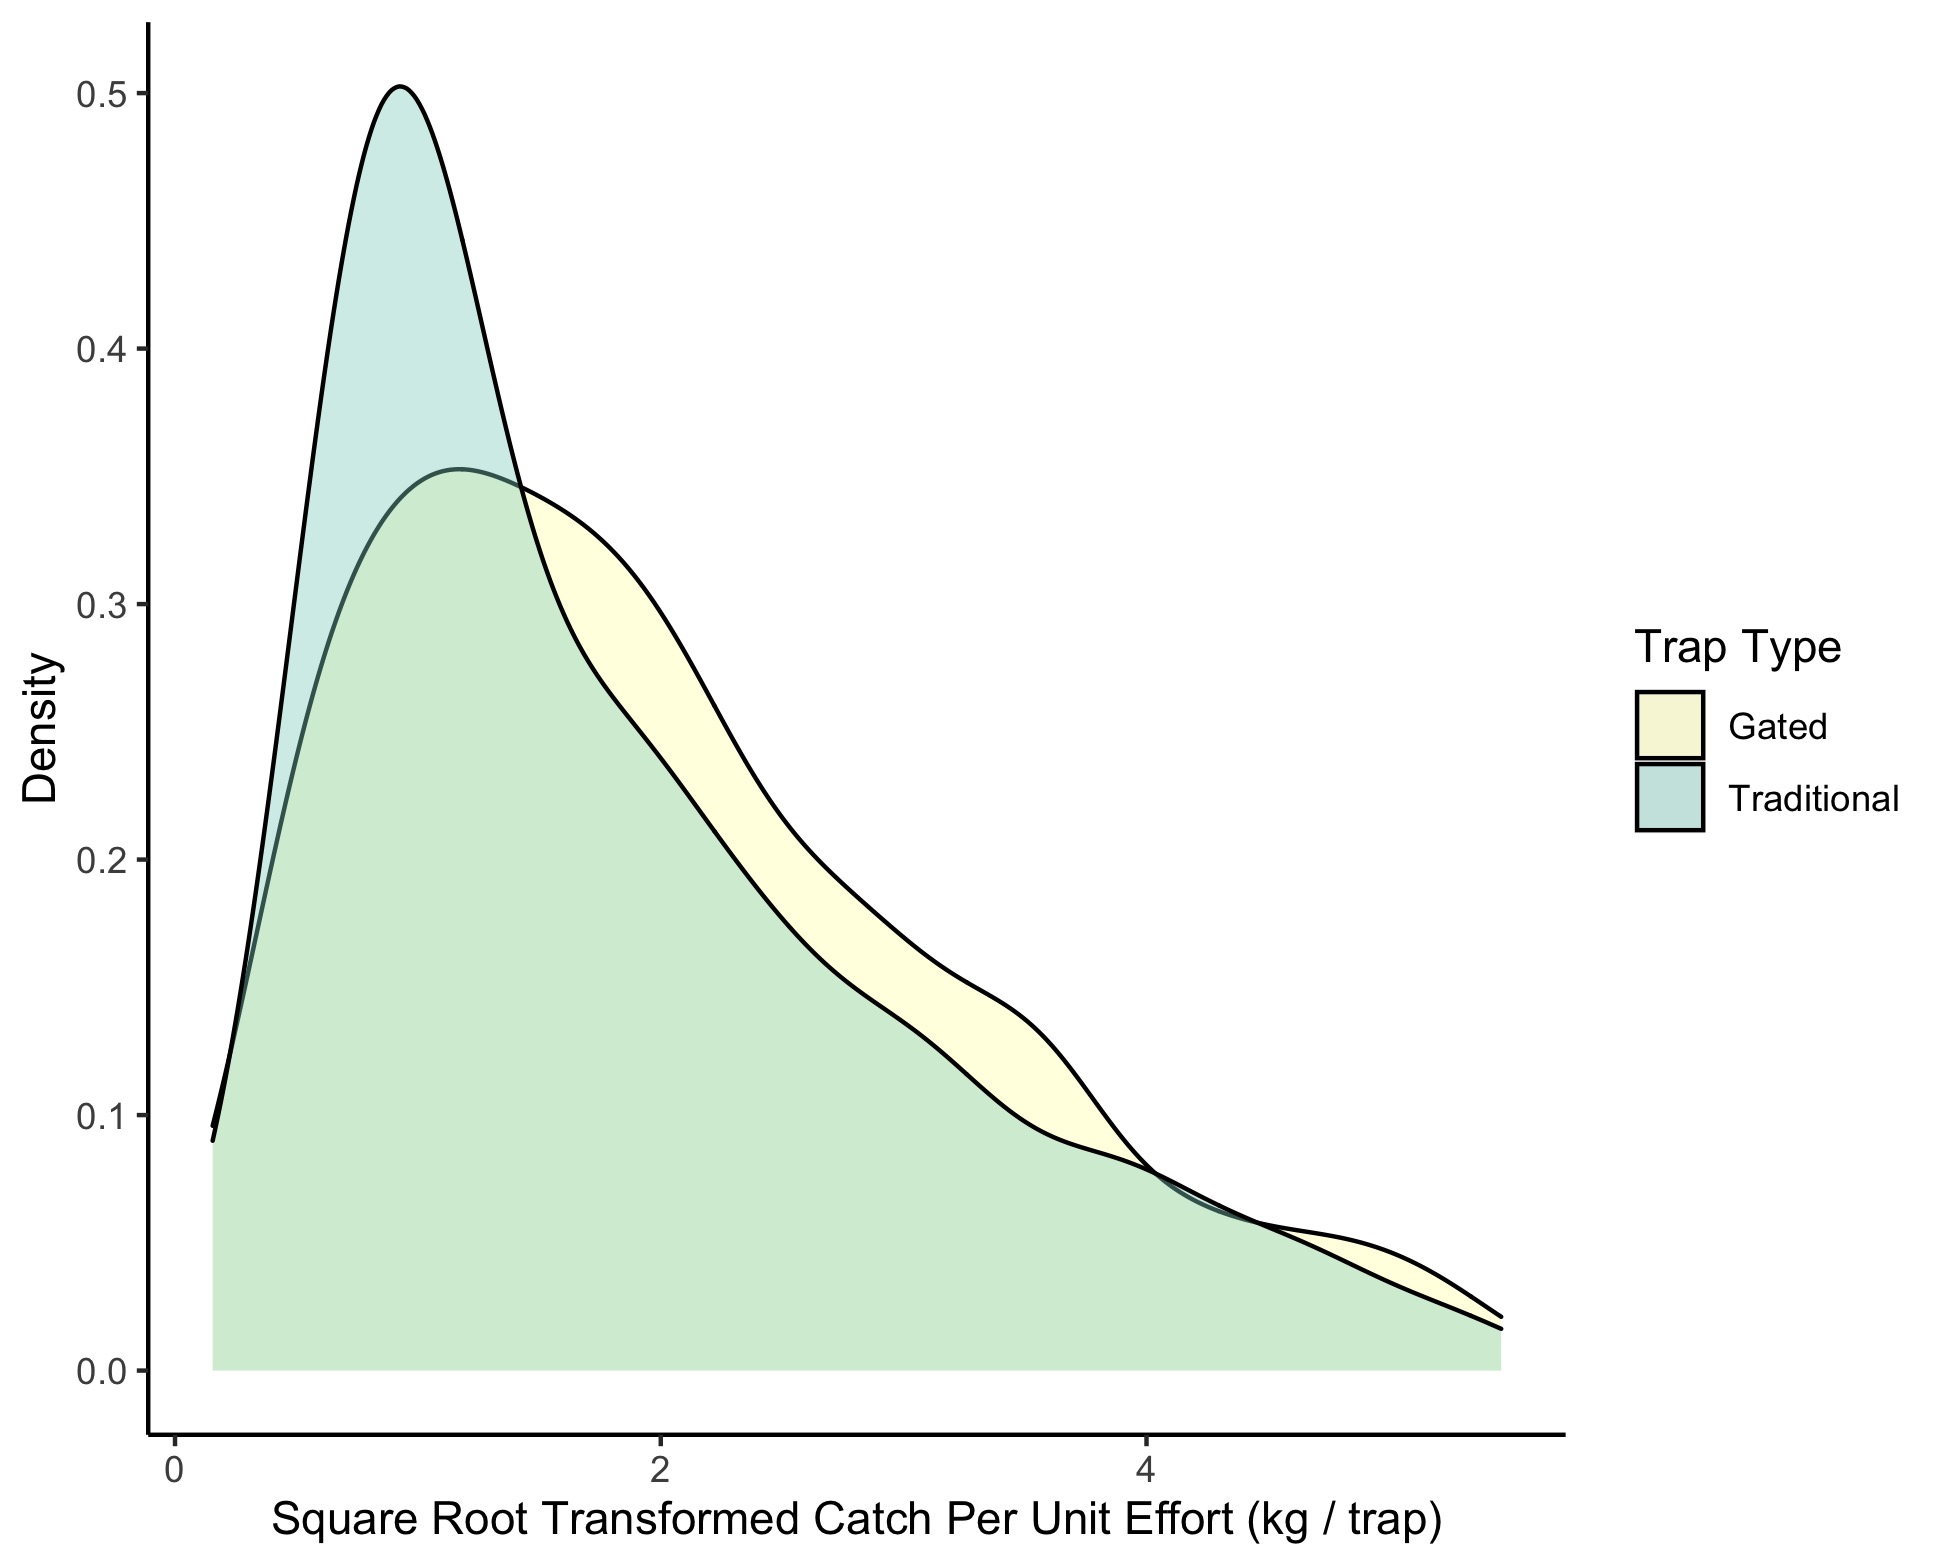 0.5
0.4
0.3
0.2
0.1
0.0
Density
0
2
4
Square Root Transformed Catch Per Unit Effort (kg / trap)
Trap Type
Gated
Traditional